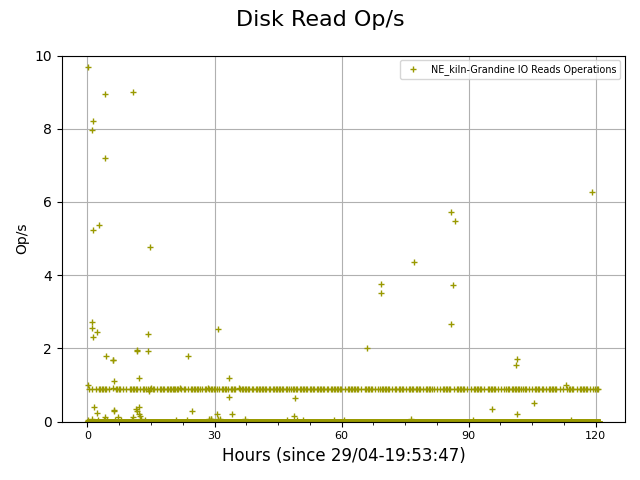 Disk Read Op/s
NE_kiln-Grandine IO Reads Operations
10
8
6
4
2
0
Op/s
0 30 60 90 120
Hours (since 29/04-19:53:47)